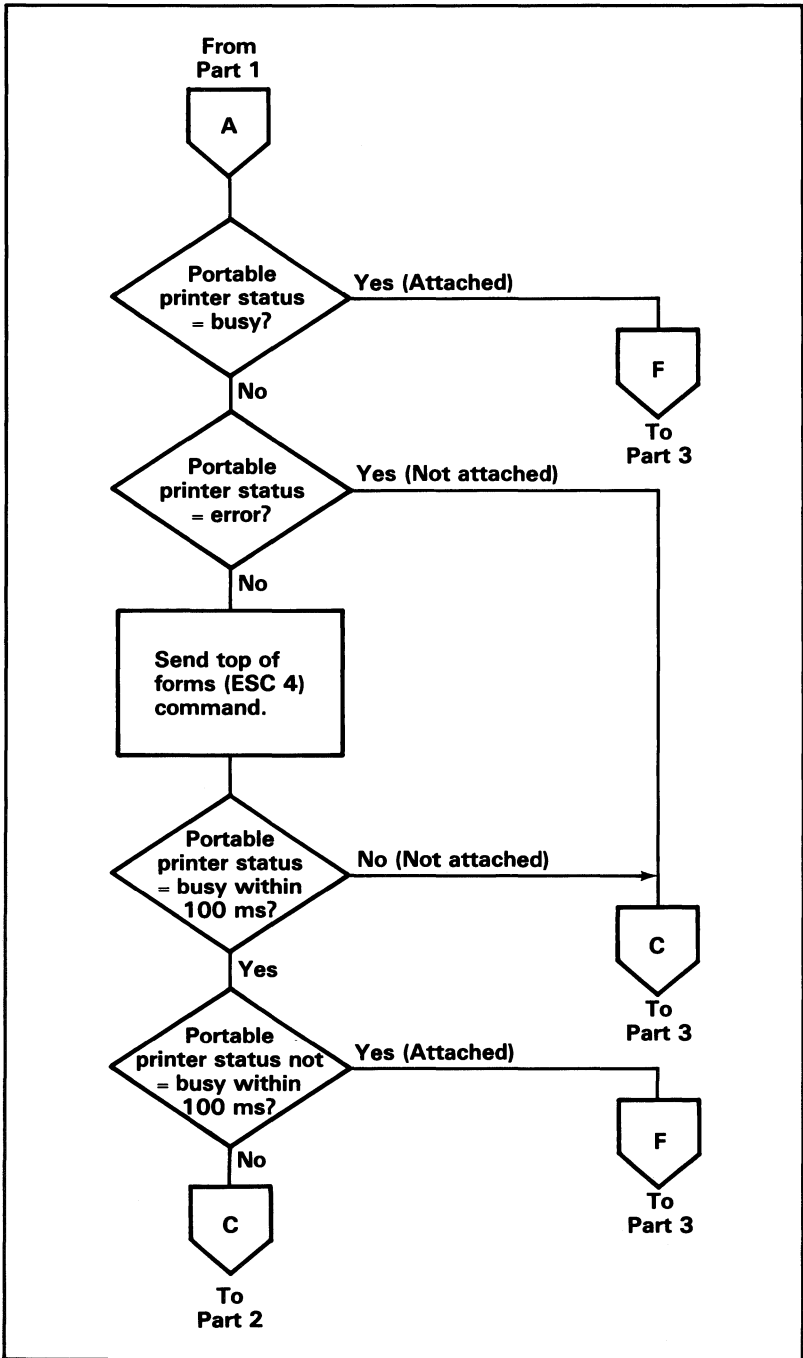 From
Part 1
A
Portable
printer status
= busy?
Yes (Attached)
F
To
Part 3
No
Portable
printer status
= error?
Yes (Not attached)
No
Send top of
forms (ESC 4)
command.
Portable
printer status
= busy within
100 ms?
No (Not attached)
C
To
Part 3
Yes
Portable
printer status not
= busy within
100 ms?
Yes (Attached)
F
To
Part 3
No
C
To
Part 2